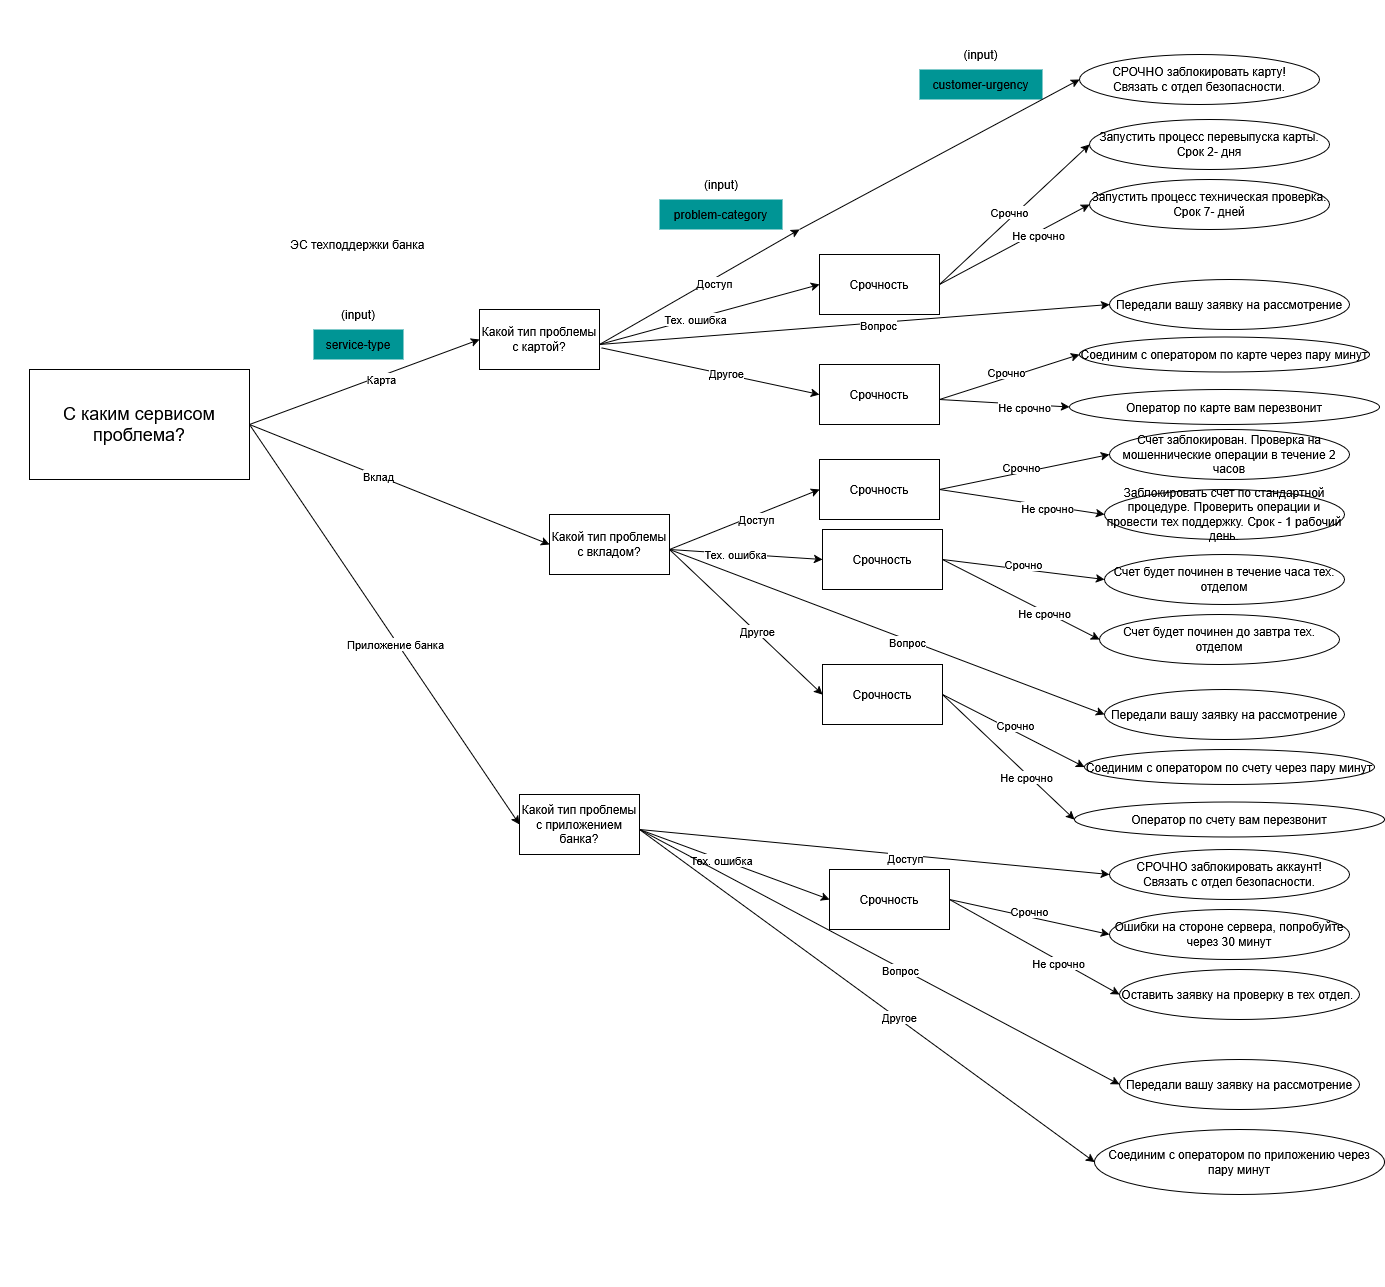 (input)
customer-urgency
СРОЧНО заблокировать карту!
Связать с отдел безопасности.
Запустить процесс перевыпуска карты.
Срок 2- дня
(input)
problem-category
Запустить процесс техническая проверка.
Срок 7- дней
Срочно
Не срочно
ЭС техподдержки банка
Доступ
Срочность
(input)
service-type
Какой тип проблемы
с картой?
Тех. ошибка
Вопрос
Передали вашу заявку на рассмотрение
Карта
Другое
Срочность
Срочно
Соединим с оператором по карте через пару минут
Не срочно
Оператор по карте вам перезвонит
С каким сервисом
проблема?
Счет заблокирован. Проверка на
мошеннические операции в течение 2
часов
Срочно
Вклад
Срочность
Не срочно
Заблокировать счет по стандартной
процедуре. Проверить операции и
провести тех поддержку. Срок - 1 рабочий
день.
Доступ
Какой тип проблемы
с вкладом?
Тех. ошибка
Срочность
Срочно
Счет будет починен в течение часа тех.
отделом
Не срочно
Счет будет починен до завтра тех.
отделом
Другое
Вопрос
Приложение банка
Срочность
Передали вашу заявку на рассмотрение
Срочно
Соединим с оператором по счету через пару минут
Не срочно
Оператор по счету вам перезвонит
Какой тип проблемы
с приложением
банка?
Тех. ошибка
Доступ
СРОЧНО заблокировать аккаунт!
Связать с отдел безопасности.
Срочность
Срочно
Ошибки на стороне сервера, попробуйте
через 30 минут
Не срочно
Вопрос
Оставить заявку на проверку в тех отдел.
Другое
Передали вашу заявку на рассмотрение
Соединим с оператором по приложению через
пару минут